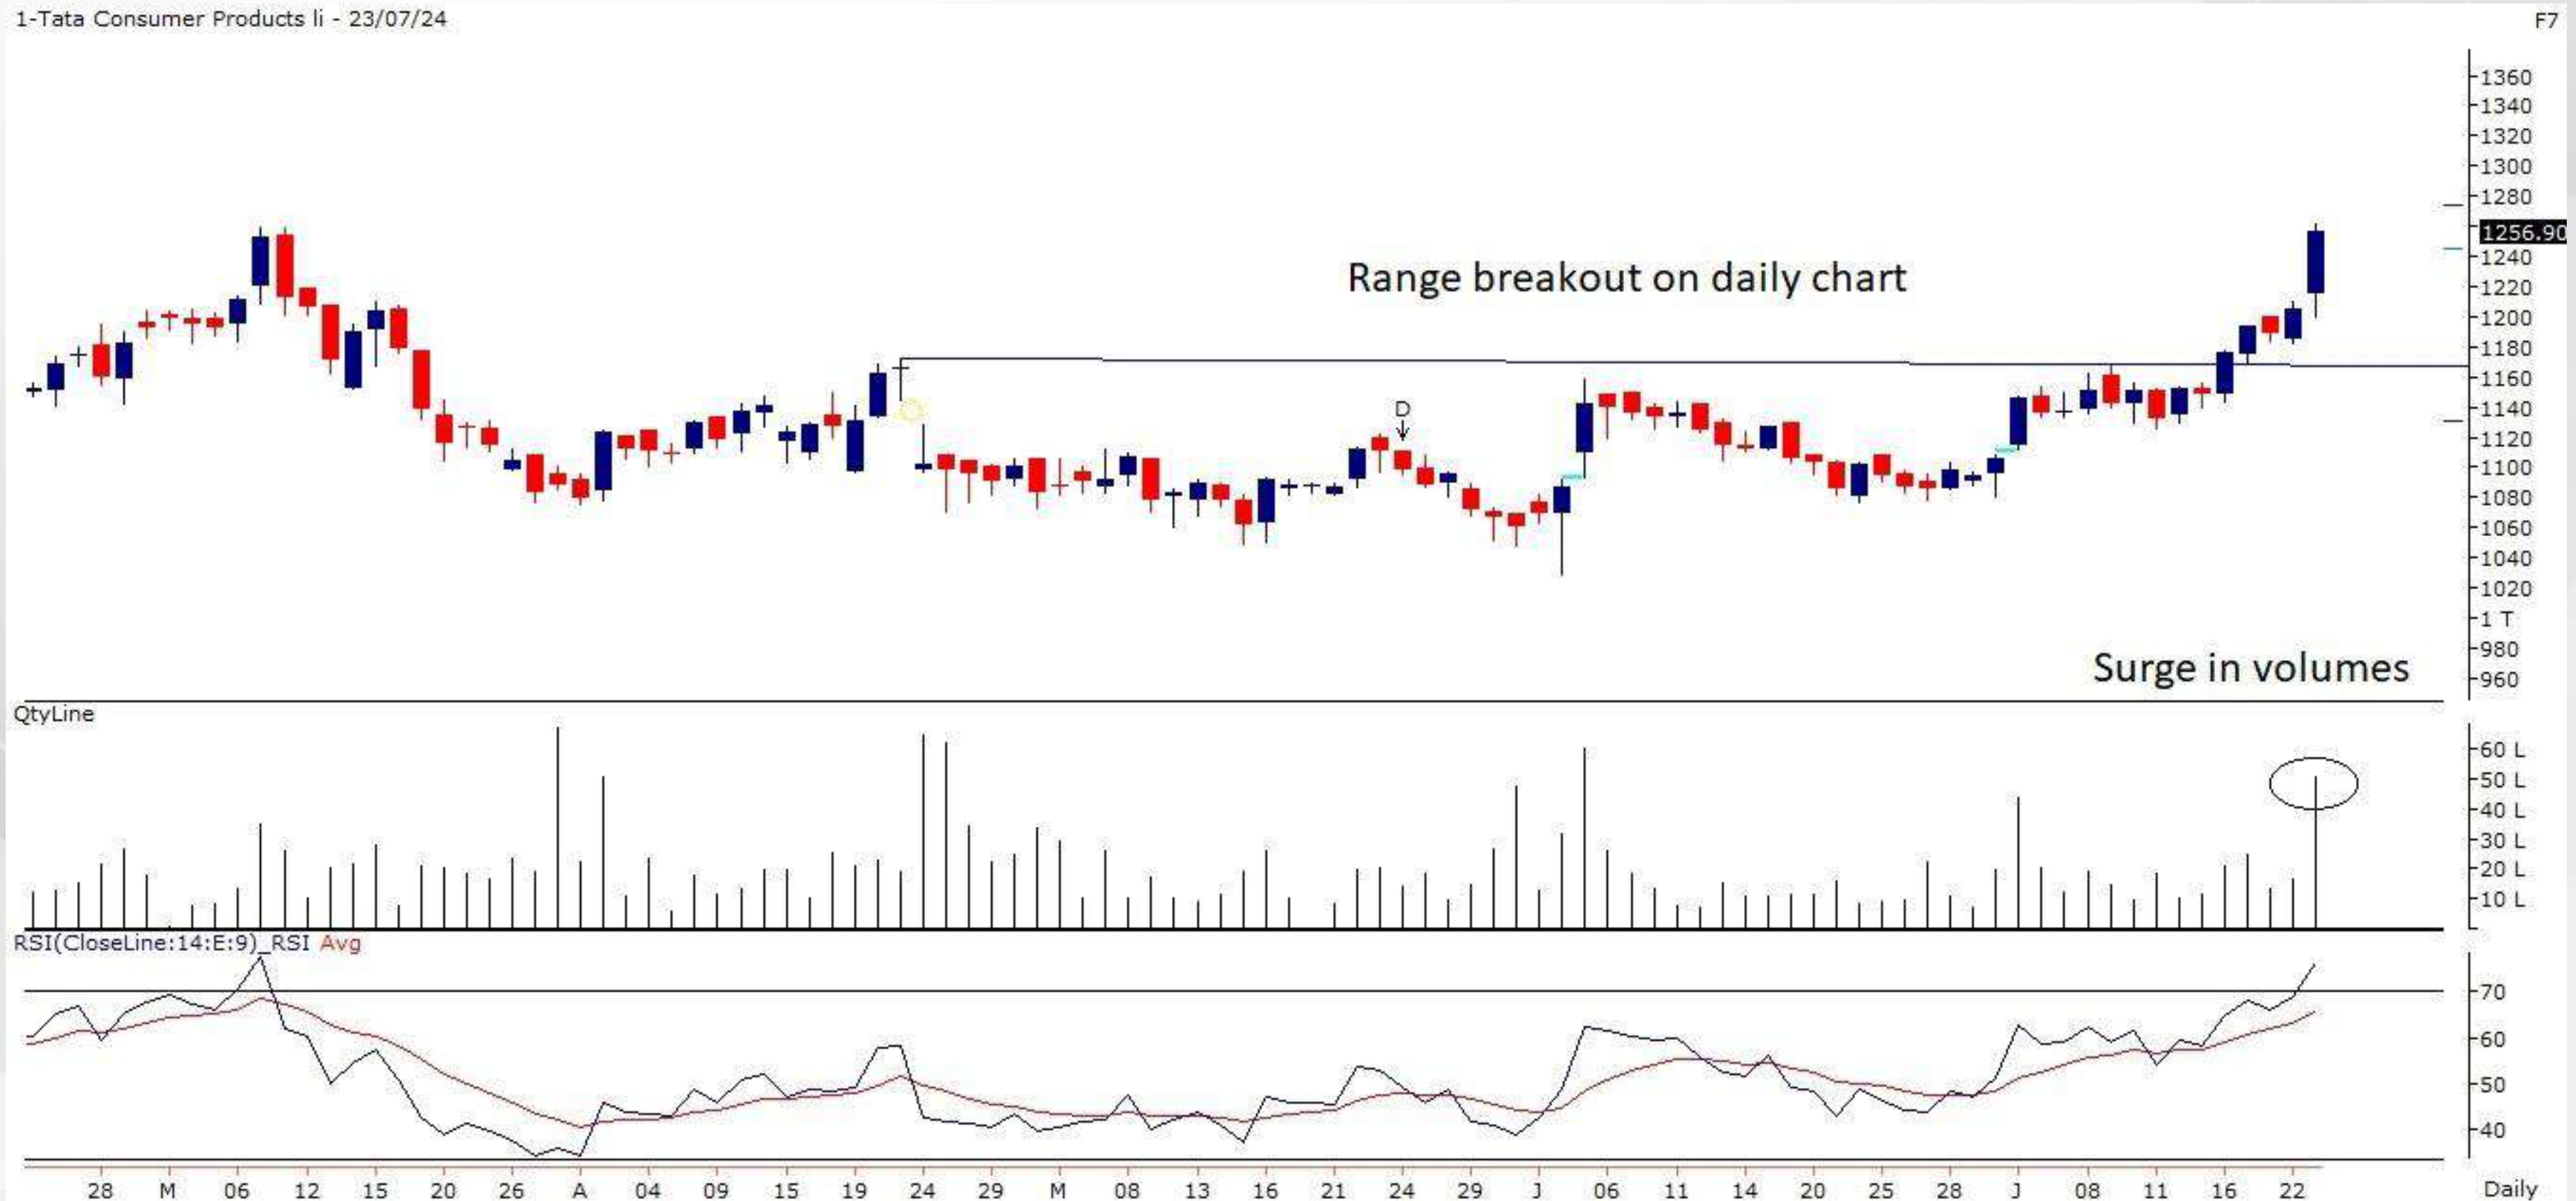 1-Tata Consumer Products li - 23/07/24
F7
1360
1340
1320
1300
1280
1256.90
1240
1220
1200
1180
1160
1140
1120
1100
1080
1060
1040
1020
1 T
980
960
Range breakout on daily chart
D
Surge in volumes
QtyLine
60 L
50 L
40 L
30 L
20 L
10 L
RSI(CloseLine:14:E:9)_RSI Avg
70
60
50
40
28 M 06 12 15 20 26 A 04 09 15 19 24 29 M 08 13 16 21 24 29 J 06 11 14 20 25 28 J 08 11 16 22 Daily